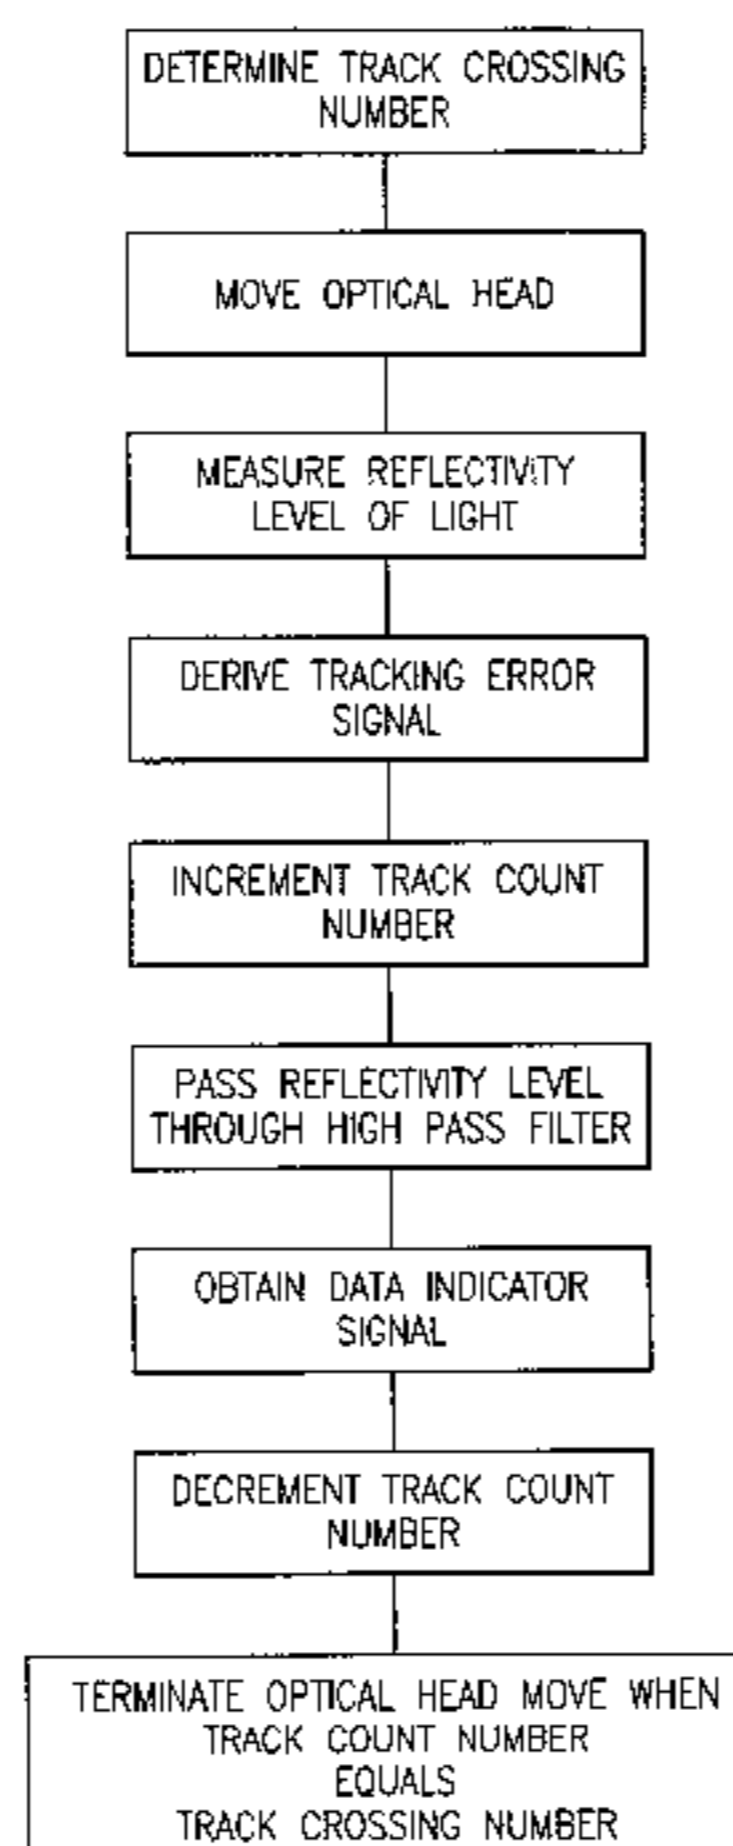 DETERMINE TRACK CROSSING
NUMBER
MOVE OPTICAL HEAD
MEASURE REFLECTIVITY
LEVEL OF LIGHT
DERIVE TRACKING ERROR
SIGNAL
INCREMENT TRACK COUNT
NUMBER
PASS REFLECTIVITY LEVEL
THROUGH HIGH PASS FILTER
OBTAIN DATA INDICATOR
SIGNAL
DECREMENT TRACK COUNT
NUMBER
TERMINATE OPTICAL HEAD MOVE WHEN
TRACK COUNT NUMBER
EQUALS
TRACK CROSSING NUMBER